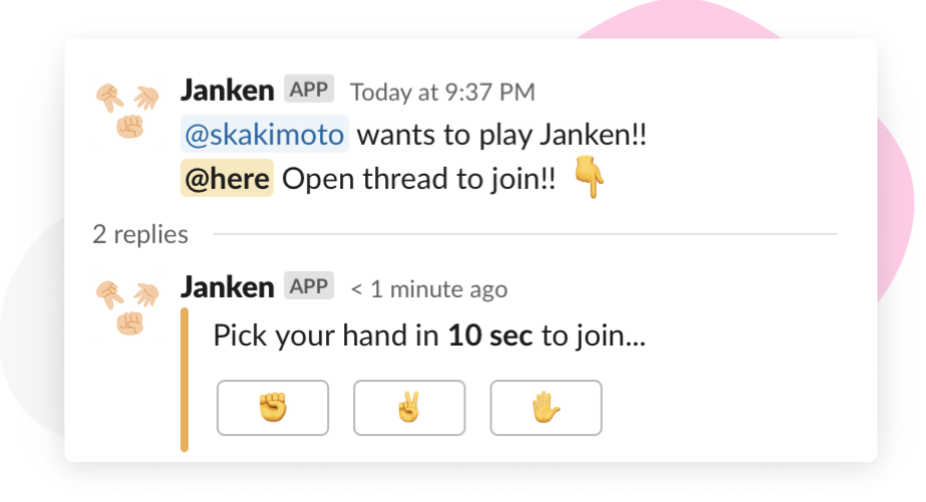 Janken APP Today at 9:37 PM
@skakimoto wants to play Janken!!
@here Open thread to join!! 👇
2 replies
Janken APP < 1 minute ago
Pick your hand in 10 sec to join...
✊ ✌️ ✋